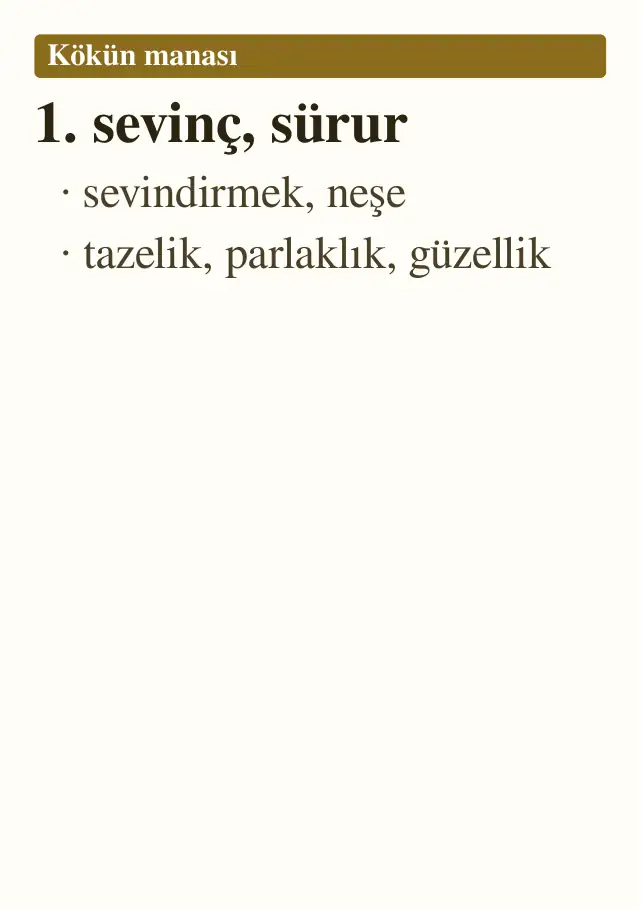 Kökün manası
1. sevinç, sürur
· sevindirmek, neşe
· tazelik, parlaklık, güzellik